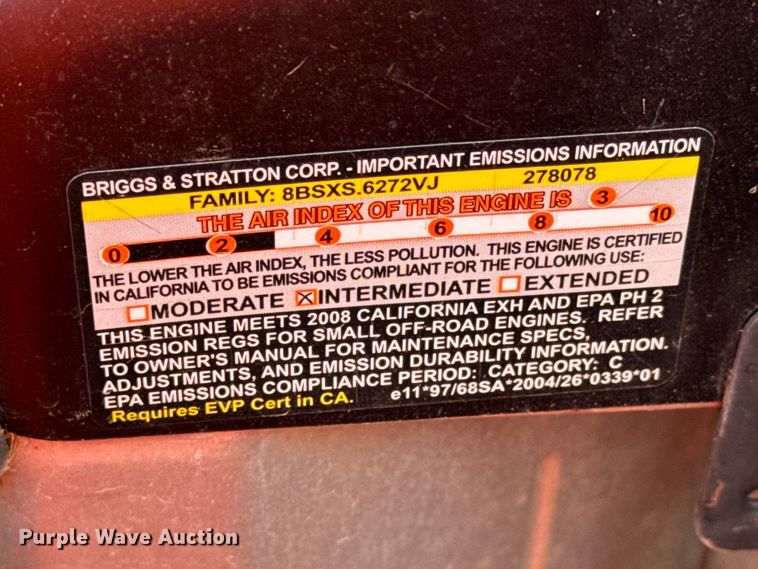 BRIGGS & STRATTON CORP. - IMPORTANT EMISSIONS INFORMATION
FAMILY: 8BSXS.6272VJ 278078
THE AIR INDEX OF THIS ENGINE IS 3
0 2 4 6 8 10
THE LOWER THE AIR INDEX, THE LESS POLLUTION. THIS ENGINE IS CERTIFIED
IN CALIFORNIA TO BE EMISSIONS COMPLIANT FOR THE FOLLOWING USE:
☐MODERATE ☒INTERMEDIATE ☐EXTENDED
THIS ENGINE MEETS 2008 CALIFORNIA EXH AND EPA PH 2
EMISSION REGS FOR SMALL OFF-ROAD ENGINES. REFER
TO OWNER'S MANUAL FOR MAINTENANCE SPECS,
ADJUSTMENTS, AND EMISSION DURABILITY INFORMATION.
EPA EMISSIONS COMPLIANCE PERIOD: CATEGORY: C
Requires EVP Cert in CA. e11*97/68SA*2004/26*0339*01
Purple Wave Auction